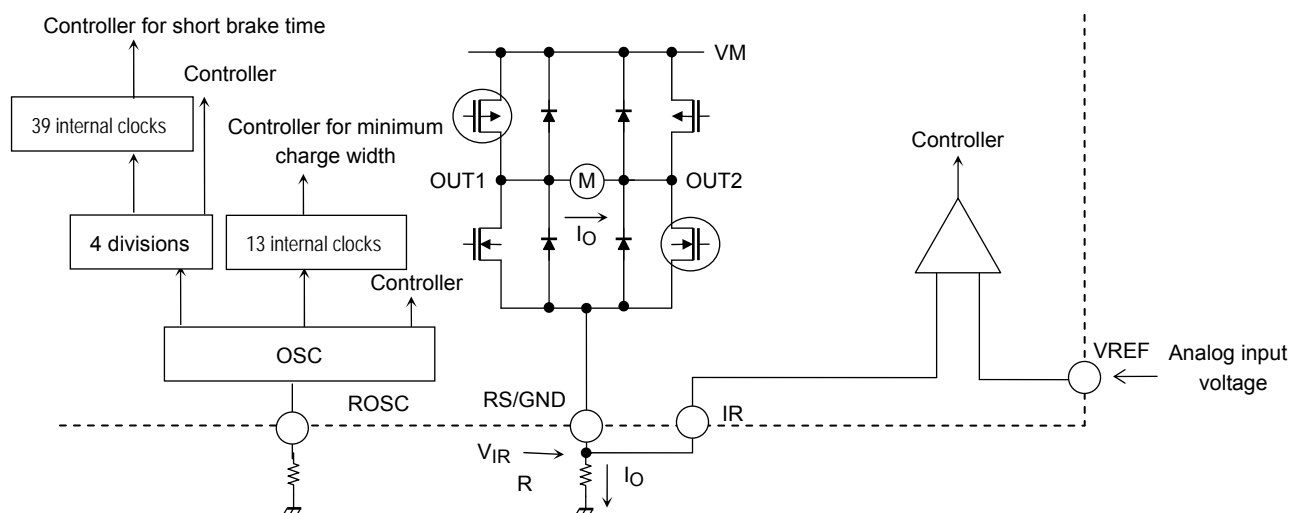 Controller for short brake time
Controller
39 internal clocks
Controller for minimum
charge width
4 divisions
13 internal clocks
Controller
OSC
ROSC
VM
OUT1
M
OUT2
IO
RS/GND
IR
VIR
R
IO
Controller
VREF
Analog input
voltage